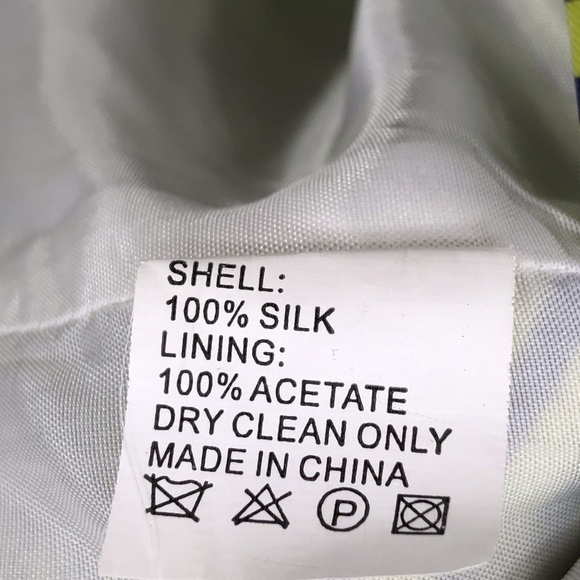 SHELL:
100% SILK
LINING:
100% ACETATE
DRY CLEAN ONLY
MADE IN CHINA
P